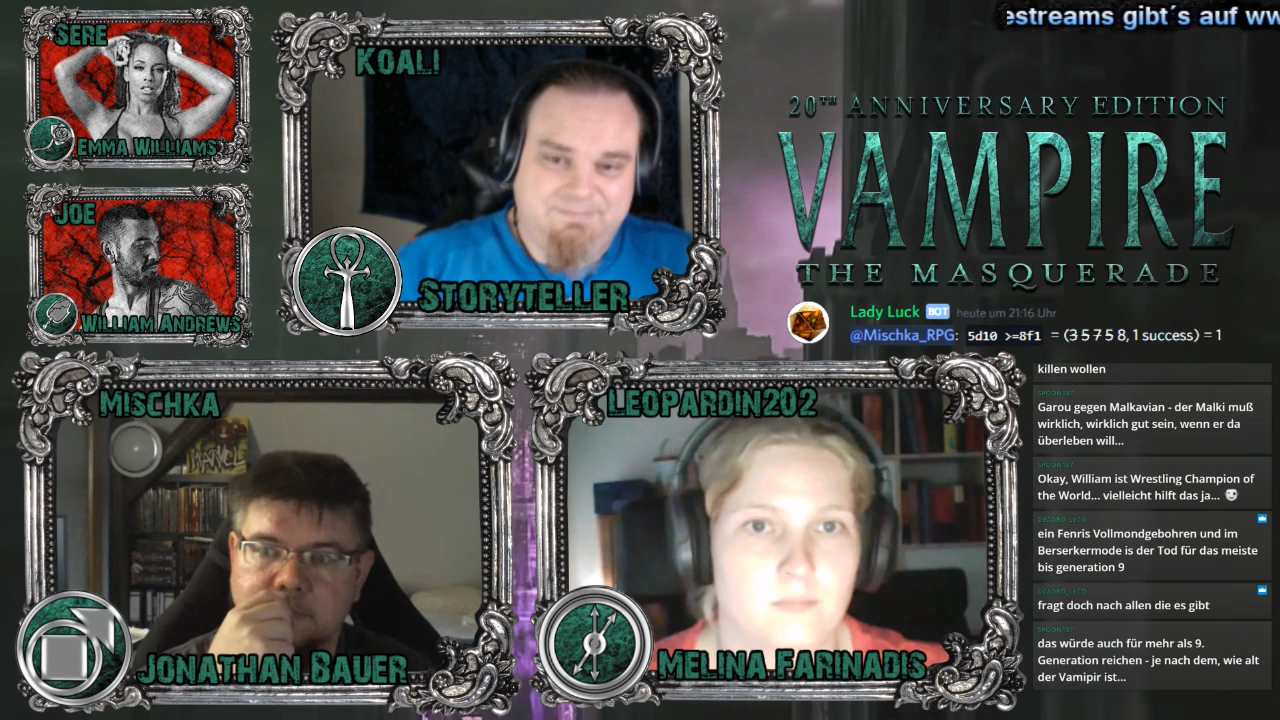 estreams gibt´s auf ww
SERE
EMMA WILLIAMS
JOE
WILLIAM ANDREWS
KOALI
STORYTELLER
20TH ANNIVERSARY EDITION
VAMPIRE
THE MASQUERADE
Lady Luck BOT heute um 21:16 Uhr
@Mischka_RPG: 5d10 >=8f1 = (3 5 7 5 8, 1 success) = 1
MISCHKA
JONATHAN BAUER
LEOPARDIN202
MELINA FARINADIS
killen wollen
SPOON187
Garou gegen Malkavian - der Malki muß
wirklich, wirklich gut sein, wenn er da
überleben will...
SPOON187
Okay, William ist Wrestling Champion of
the World... vielleicht hilft das ja...
DEADBO_LYCD
ein Fenris Vollmondgebohren und im
Berserkermode is der Tod für das meiste
bis generation 9
DEADBO_LYCD
fragt doch nach allen die es gibt
SPOON187
das würde auch für mehr als 9.
Generation reichen - je nach dem, wie alt
der Vamipir ist...